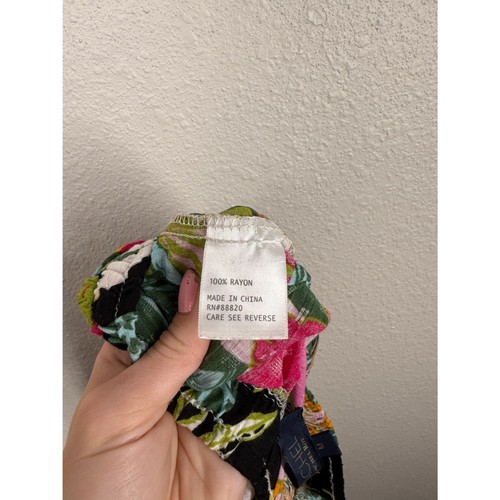 100% RAYON
MADE IN CHINA
RN#88820
CARE SEE REVERSE